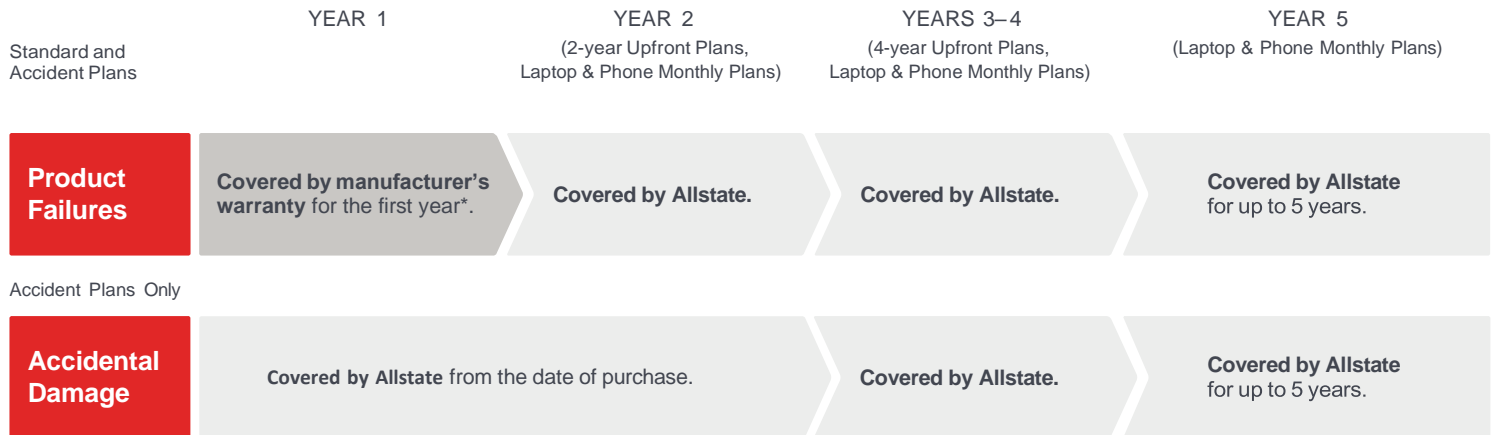 YEAR 1
YEAR 2
YEARS 3–4
YEAR 5
Standard and
Accident Plans
(2-year Upfront Plans,
Laptop & Phone Monthly Plans)
(4-year Upfront Plans,
Laptop & Phone Monthly Plans)
(Laptop & Phone Monthly Plans)
Product
Failures
Covered by manufacturer's
warranty for the first year*.
Covered by Allstate.
Covered by Allstate.
Covered by Allstate
for up to 5 years.
Accident Plans Only
Accidental
Damage
Covered by Allstate from the date of purchase.
Covered by Allstate.
Covered by Allstate
for up to 5 years.